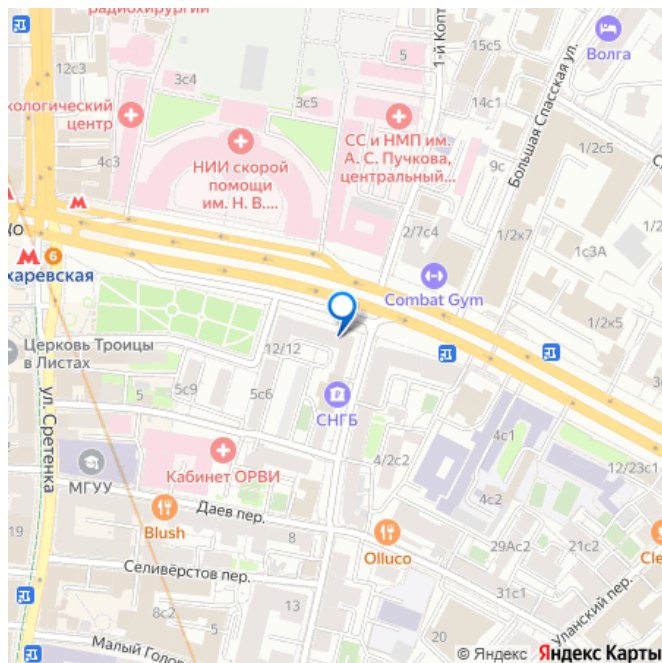 радиохирургии
12с3
3с4
3с5
5
1-й Копт
15с5
Волга
14с1
Большая Спасская ул.
1/2с5
кологический
центр
4с3
НИИ скорой
помощи
им. Н. В....
СС и НМП им.
А. С. Пучкова,
центральный...
9с
2/7с4
1/2к7
1с3А
6
харевская
Combat Gym
1/2к5
Церковь Троицы
в Листах
12/12
5с9
5
5с6
СНГБ
ул. Сретенка
МГУУ
Кабинет ОРВИ
4/2с2
4с1
12/23с1
4с2
Даев пер.
19
Blush
8
Olluco
29Ас2
21с2
Cle
Селивёрстов пер.
8с2
13
31с1
Уланский пер.
20
Малый Голов
© Яндекс Яндекс Карты